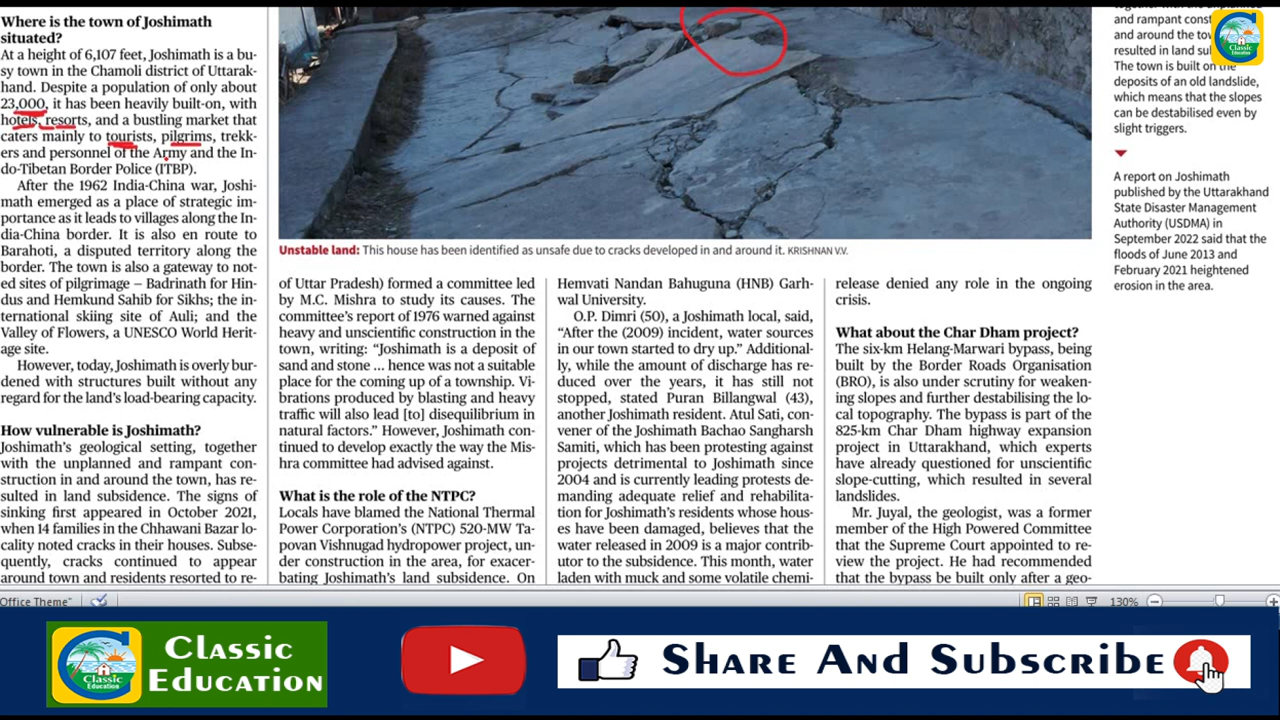 Where is the town of Joshimath
situated?
At a height of 6,107 feet, Joshimath is a bu-
sy town in the Chamoli district of Uttarak-
hand. Despite a population of only about
23,000, it has been heavily built-on, with
hotels, resorts, and a bustling market that
caters mainly to tourists, pilgrims, trekk-
ers and personnel of the Army and the In-
do-Tibetan Border Police (ITBP).
After the 1962 India-China war, Joshi-
math emerged as a place of strategic im-
portance as it leads to villages along the In-
dia-China border. It is also en route to
Barahoti, a disputed territory along the
border. The town is also a gateway to not-
ed sites of pilgrimage – Badrinath for Hin-
dus and Hemkund Sahib for Sikhs; the in-
ternational skiing site of Auli; and the
Valley of Flowers, a UNESCO World Herit-
age site.
However, today, Joshimath is overly bur-
dened with structures built without any
regard for the land's load-bearing capacity.
How vulnerable is Joshimath?
Joshimath's geological setting, together
with the unplanned and rampant con-
struction in and around the town, has re-
sulted in land subsidence. The signs of
sinking first appeared in October 2021,
when 14 families in the Chhawani Bazar lo-
cality noted cracks in their houses. Subse-
quently, cracks continued to appear
around town and residents resorted to re-
Unstable land: This house has been identified as unsafe due to cracks developed in and around it. KRISHNAN V.V.
of Uttar Pradesh) formed a committee led
by M.C. Mishra to study its causes. The
committee's report of 1976 warned against
heavy and unscientific construction in the
town, writing: "Joshimath is a deposit of
sand and stone ... hence was not a suitable
place for the coming up of a township. Vi-
brations produced by blasting and heavy
traffic will also lead [to] disequilibrium in
natural factors." However, Joshimath con-
tinued to develop exactly the way the Mis-
hra committee had advised against.
What is the role of the NTPC?
Locals have blamed the National Thermal
Power Corporation's (NTPC) 520-MW Ta-
povan Vishnugad hydropower project, un-
der construction in the area, for exacer-
bating Joshimath's land subsidence. On
Hemvati Nandan Bahuguna (HNB) Garh-
wal University.
O.P. Dimri (50), a Joshimath local, said,
"After the (2009) incident, water sources
in our town started to dry up." Additional-
ly, while the amount of discharge has re-
duced over the years, it has still not
stopped, stated Puran Billangwal (43),
another Joshimath resident. Atul Sati, con-
vener of the Joshimath Bachao Sangharsh
Samiti, which has been protesting against
projects detrimental to Joshimath since
2004 and is currently leading protests de-
manding adequate relief and rehabilita-
tion for Joshimath's residents whose hous-
es have been damaged, believes that the
water released in 2009 is a major contrib-
utor to the subsidence. This month, water
laden with muck and some volatile chemi-
release denied any role in the ongoing
crisis.
What about the Char Dham project?
The six-km Helang-Marwari bypass, being
built by the Border Roads Organisation
(BRO), is also under scrutiny for weaken-
ing slopes and further destabilising the lo-
cal topography. The bypass is part of the
825-km Char Dham highway expansion
project in Uttarakhand, which experts
have already questioned for unscientific
slope-cutting, which resulted in several
landslides.
Mr. Juyal, the geologist, was a former
member of the High Powered Committee
that the Supreme Court appointed to re-
view the project. He had recommended
that the bypass be built only after a geo-
and rampant const
and around the tow
resulted in land sub
The town is built on the
deposits of an old landslide,
which means that the slopes
can be destabilised even by
slight triggers.
A report on Joshimath
published by the Uttarakhand
State Disaster Management
Authority (USDMA) in
September 2022 said that the
floods of June 2013 and
February 2021 heightened
erosion in the area.
Classic
Education
Office Theme"
130%
Classic
Education
Classic
Education
Share And Subscribe